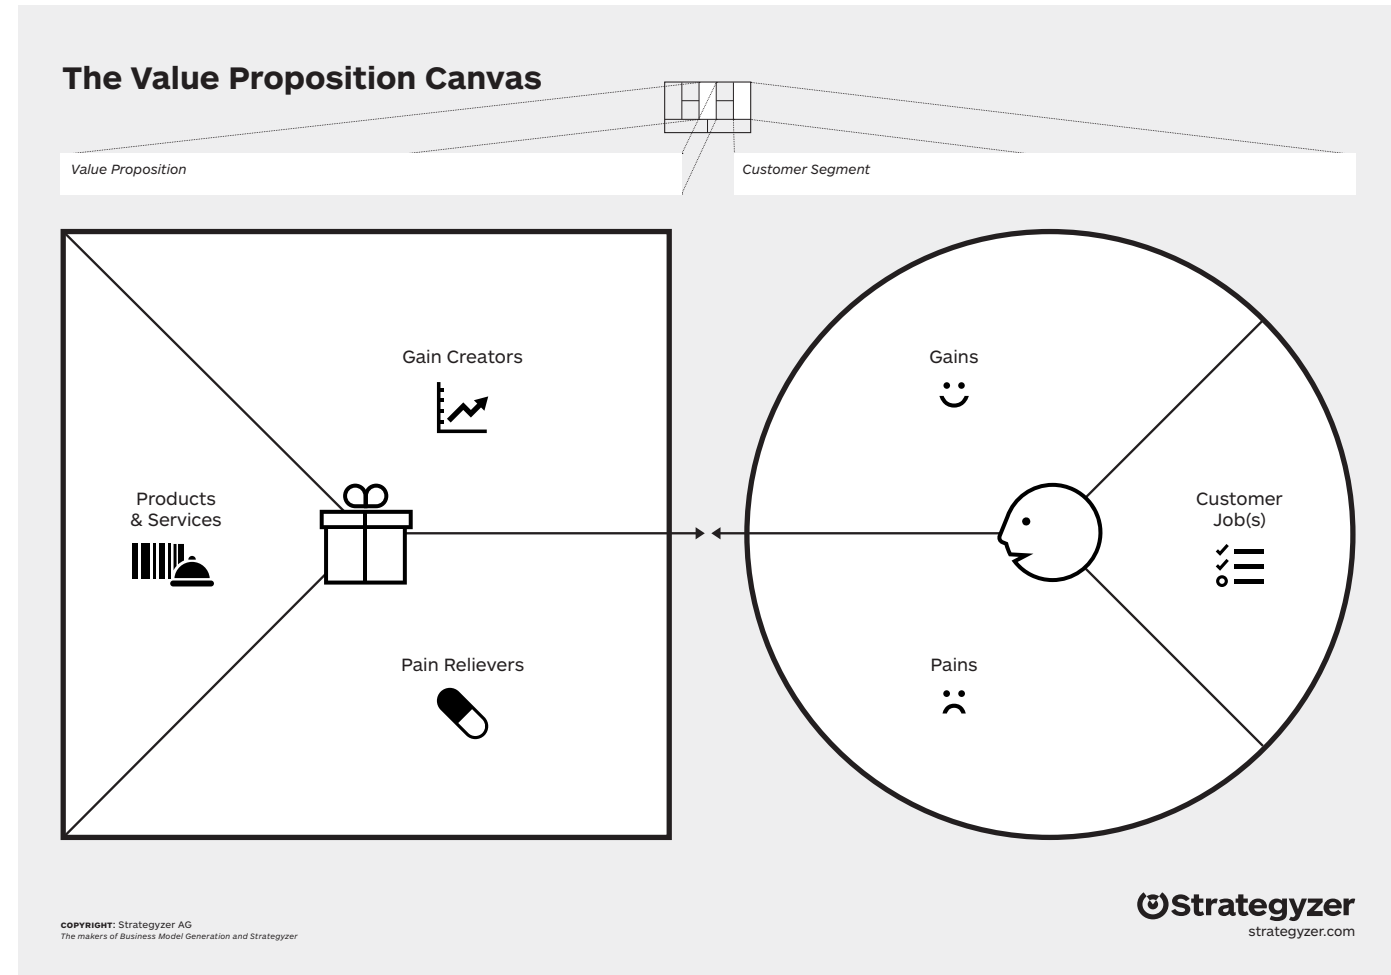 The Value Proposition Canvas
Value Proposition
Customer Segment
Gain Creators
Gains
Products
& Services
Customer
Job(s)
Pain Relievers
Pains
COPYRIGHT: Strategyzer AG
The makers of Business Model Generation and Strategyzer
Strategyzer
strategyzer.com